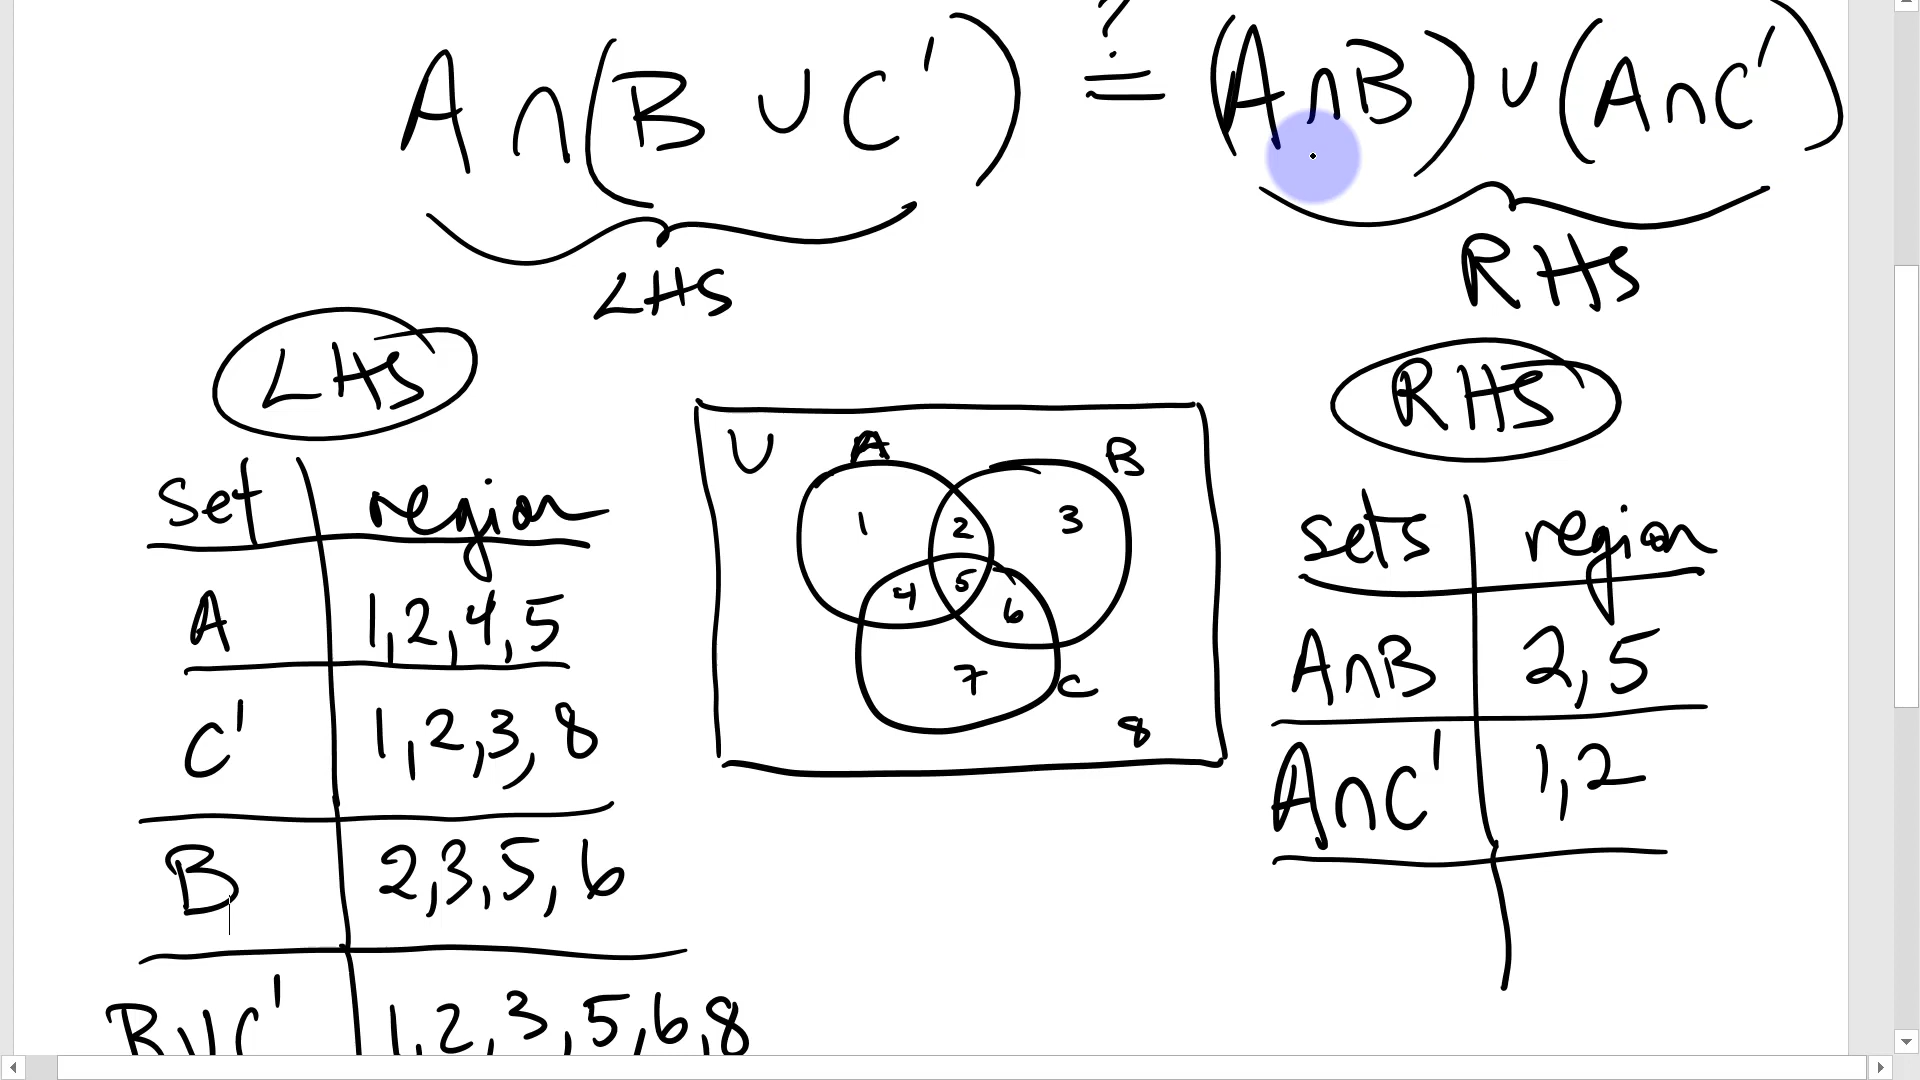 A∩(B∪C') ≟ (A∩B)∪(A∩C')
LHS
RHS
LHS
Set region
A 1,2,4,5
C' 1,2,3,8
B 2,3,5,6
B∪C' 1,2,3,5,6,8
U A B
1 2 3
4 5 6
7 C
8
RHS
sets region
A∩B 2,5
A∩C' 1,2